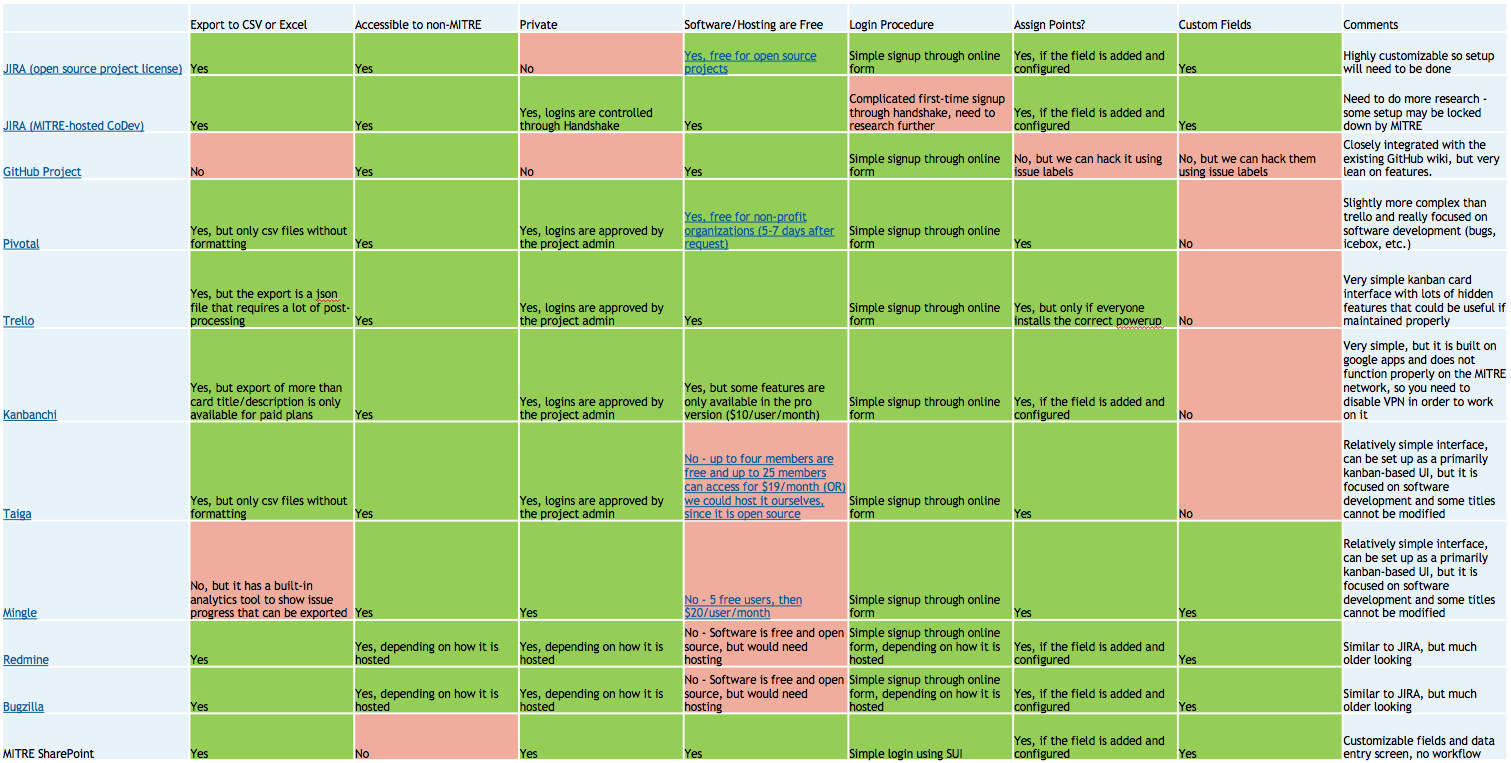 Export to CSV or Excel
Accessible to non-MITRE
Private
Software/Hosting are Free
Login Procedure
Assign Points?
Custom Fields
Comments
JIRA (open source project license)
Yes
Yes
No
Yes, free for open source
projects
Simple signup through online
form
Yes, if the field is added and
configured
Yes
Highly customizable so setup
will need to be done
JIRA (MITRE-hosted CoDev)
Yes
Yes
Yes, logins are controlled
through Handshake
Yes
Complicated first-time signup
through handshake, need to
research further
Yes, if the field is added and
configured
Yes
Need to do more research -
some setup may be locked
down by MITRE
GitHub Project
No
Yes
No
Yes
Simple signup through online
form
No, but we can hack it using
issue labels
No, but we can hack them
using issue labels
Closely integrated with the
existing GitHub wiki, but very
lean on features.
Pivotal
Yes, but only csv files without
formatting
Yes
Yes, logins are approved by
the project admin
Yes, free for non-profit
organizations (5-7 days after
request)
Simple signup through online
form
Yes
No
Slightly more complex than
trello and really focused on
software development (bugs,
icebox, etc.)
Trello
Yes, but the export is a json
file that requires a lot of post-
processing
Yes
Yes, logins are approved by
the project admin
Yes
Simple signup through online
form
Yes, but only if everyone
installs the correct powerup
No
Very simple kanban card
interface with lots of hidden
features that could be useful if
maintained properly
Kanbanchi
Yes, but export of more than
card title/description is only
available for paid plans
Yes
Yes, logins are approved by
the project admin
Yes, but some features are
only available in the pro
version ($10/user/month)
Simple signup through online
form
Yes, if the field is added and
configured
No
Very simple, but it is built on
google apps and does not
function properly on the MITRE
network, so you need to
disable VPN in order to work
on it
Taiga
Yes, but only csv files without
formatting
Yes
Yes, logins are approved by
the project admin
No - up to four members are
free and up to 25 members
can access for $19/month (OR)
we could host it ourselves,
since it is open source
Simple signup through online
form
Yes
No
Relatively simple interface,
can be set up as a primarily
kanban-based UI, but it is
focused on software
development and some titles
cannot be modified
Mingle
No, but it has a built-in
analytics tool to show issue
progress that can be exported
Yes
Yes
No - 5 free users, then
$20/user/month
Simple signup through online
form
Yes
Yes
Relatively simple interface,
can be set up as a primarily
kanban-based UI, but it is
focused on software
development and some titles
cannot be modified
Redmine
Yes
Yes, depending on how it is
hosted
Yes, depending on how it is
hosted
No - Software is free and open
source, but would need
hosting
Simple signup through online
form, depending on how it is
hosted
Yes, if the field is added and
configured
Yes
Similar to JIRA, but much
older looking
Bugzilla
Yes
Yes, depending on how it is
hosted
Yes, depending on how it is
hosted
No - Software is free and open
source, but would need
hosting
Simple signup through online
form, depending on how it is
hosted
Yes, if the field is added and
configured
Yes
Similar to JIRA, but much
older looking
MITRE SharePoint
Yes
No
Yes
Yes
Simple login using SUI
Yes, if the field is added and
configured
Yes
Customizable fields and data
entry screen, no workflow